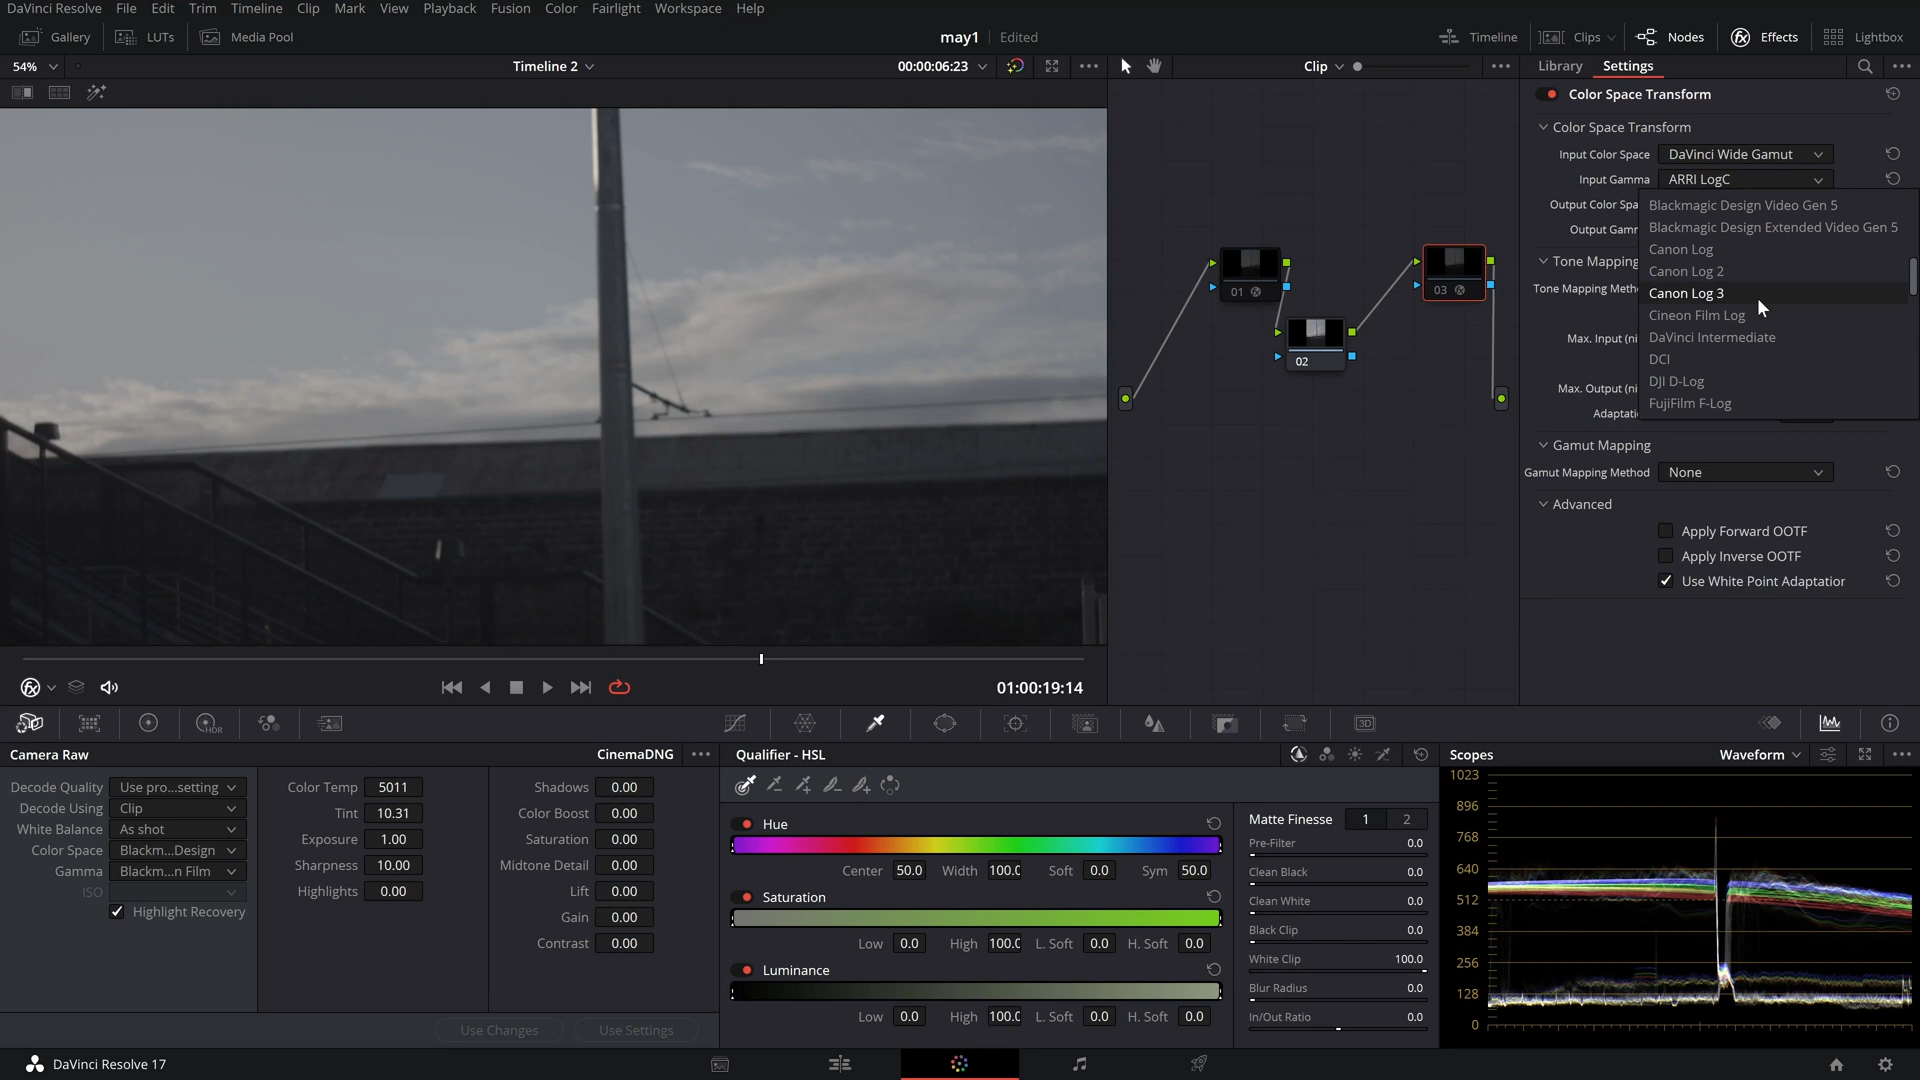 DaVinci Resolve File Edit Trim Timeline Clip Mark View Playback Fusion Color Fairlight Workspace Help
Gallery LUTs Media Pool may1 Edited Timeline Clips Nodes Effects Lightbox
54% Timeline 2 00:00:06:23 Clip Library Settings
Color Space Transform
Color Space Transform
Input Color Space DaVinci Wide Gamut
Input Gamma ARRI LogC
Output Color Spa
Output Gamm
Blackmagic Design Video Gen 5
Blackmagic Design Extended Video Gen 5
Canon Log
Canon Log 2
Canon Log 3
Cineon Film Log
DaVinci Intermediate
DCI
DJI D-Log
FujiFilm F-Log
Tone Mapping
Tone Mapping Metho
Max. Input (ni
Max. Output (ni
Adaptati
Gamut Mapping
Gamut Mapping Method None
Advanced
Apply Forward OOTF
Apply Inverse OOTF
Use White Point Adaptation
01
02
03
01:00:19:14
HDR
3D
Camera Raw CinemaDNG
Decode Quality Use pro...setting
Decode Using Clip
White Balance As shot
Color Space Blackm...Design
Gamma Blackm...n Film
ISO
Highlight Recovery
Color Temp 5011
Tint 10.31
Exposure 1.00
Sharpness 10.00
Highlights 0.00
Shadows 0.00
Color Boost 0.00
Saturation 0.00
Midtone Detail 0.00
Lift 0.00
Gain 0.00
Contrast 0.00
Use Changes Use Settings
Qualifier - HSL
Hue
Center 50.0 Width 100.0 Soft 0.0 Sym 50.0
Saturation
Low 0.0 High 100.0 L. Soft 0.0 H. Soft 0.0
Luminance
Low 0.0 High 100.0 L. Soft 0.0 H. Soft 0.0
Matte Finesse 1 2
Pre-Filter 0.0
Clean Black 0.0
Clean White 0.0
Black Clip 0.0
White Clip 100.0
Blur Radius 0.0
In/Out Ratio 0.0
Scopes Waveform
1023
896
768
640
512
384
256
128
0
DaVinci Resolve 17